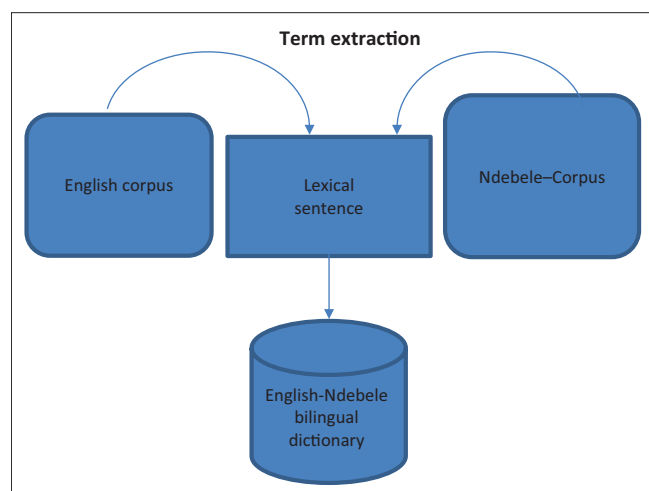 Term extraction
English corpus
Lexical
sentence
Ndebele–Corpus
English-Ndebele
bilingual
dictionary